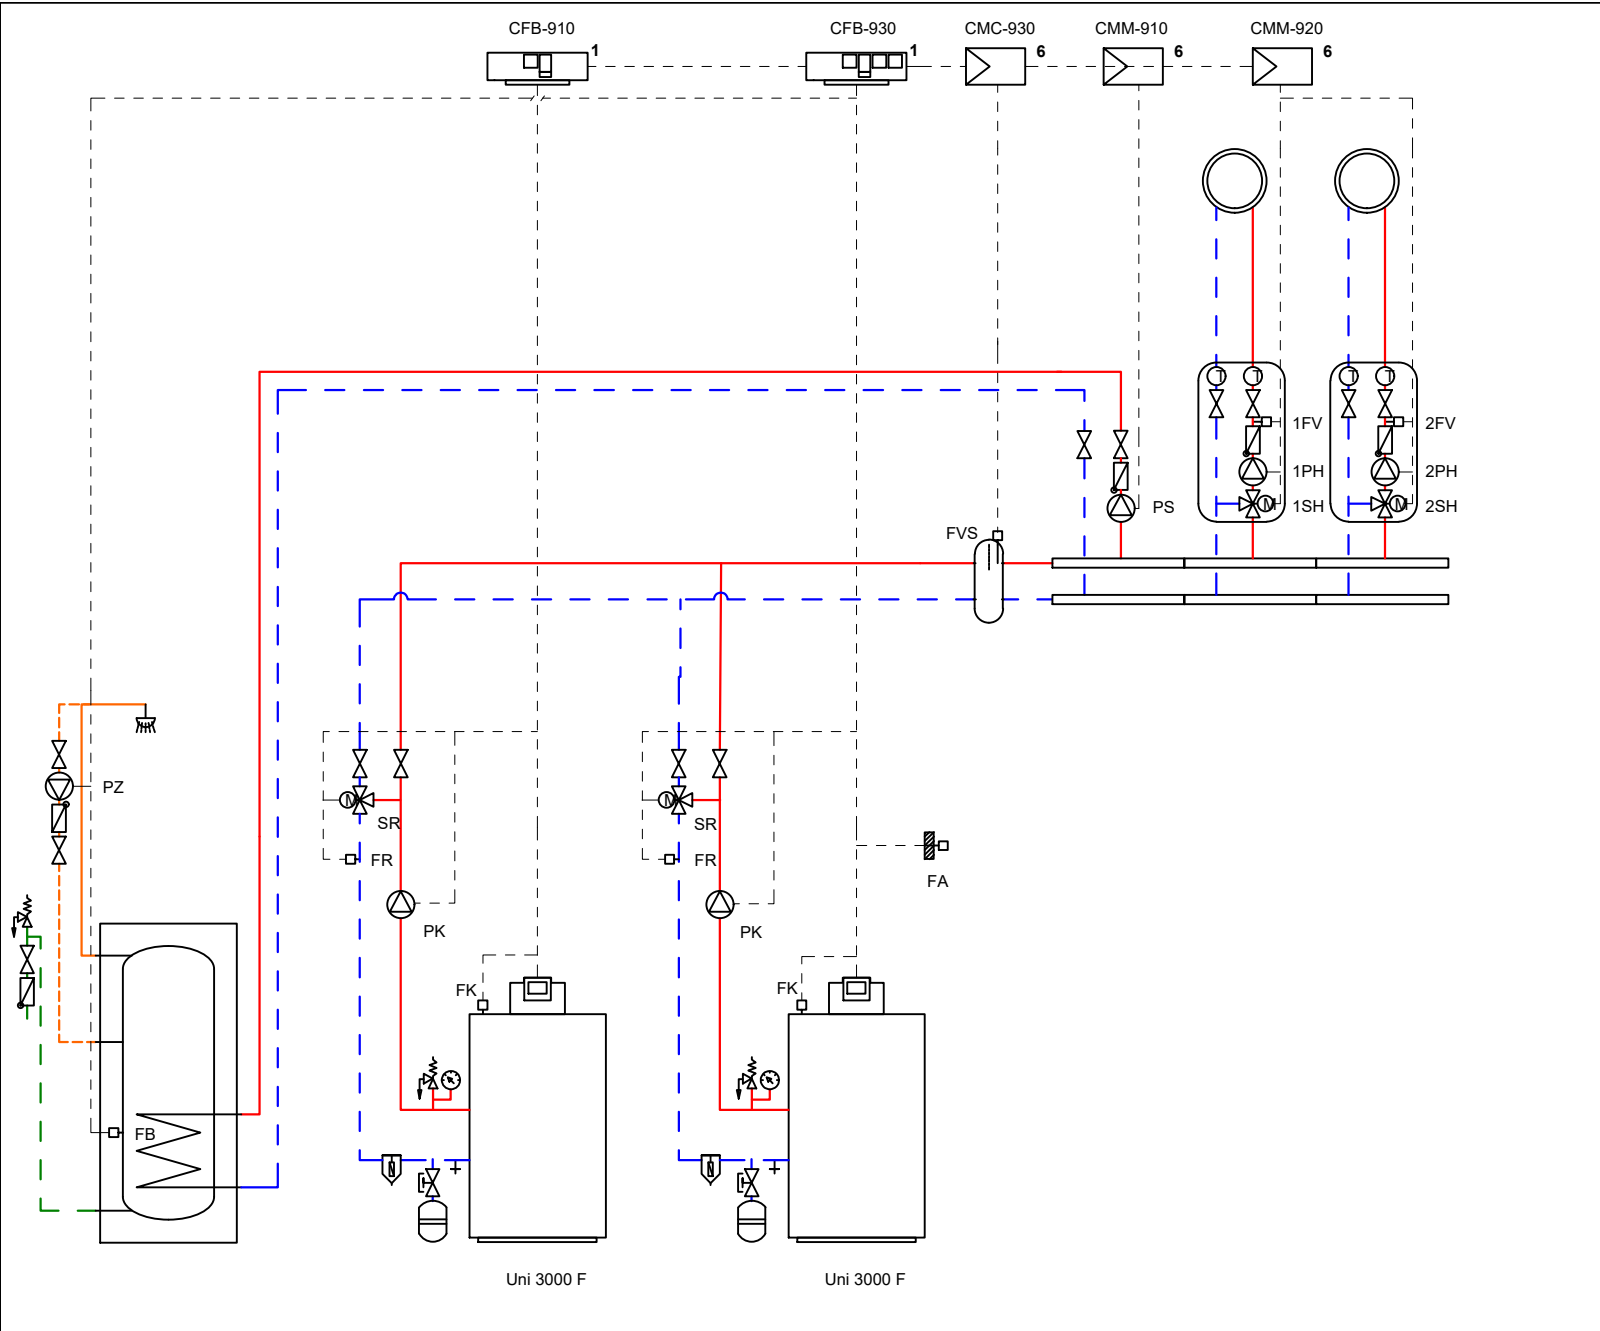 CFB-910
CFB-930
CMC-930
CMM-910
CMM-920
1
1
6
6
6
T T
T T
1FV
2FV
1PH
2PH
M
1SH
M
2SH
PS
FVS
PZ
M
SR
M
SR
FR
FR
FA
PK
PK
FK
FK
FB
Uni 3000 F
Uni 3000 F